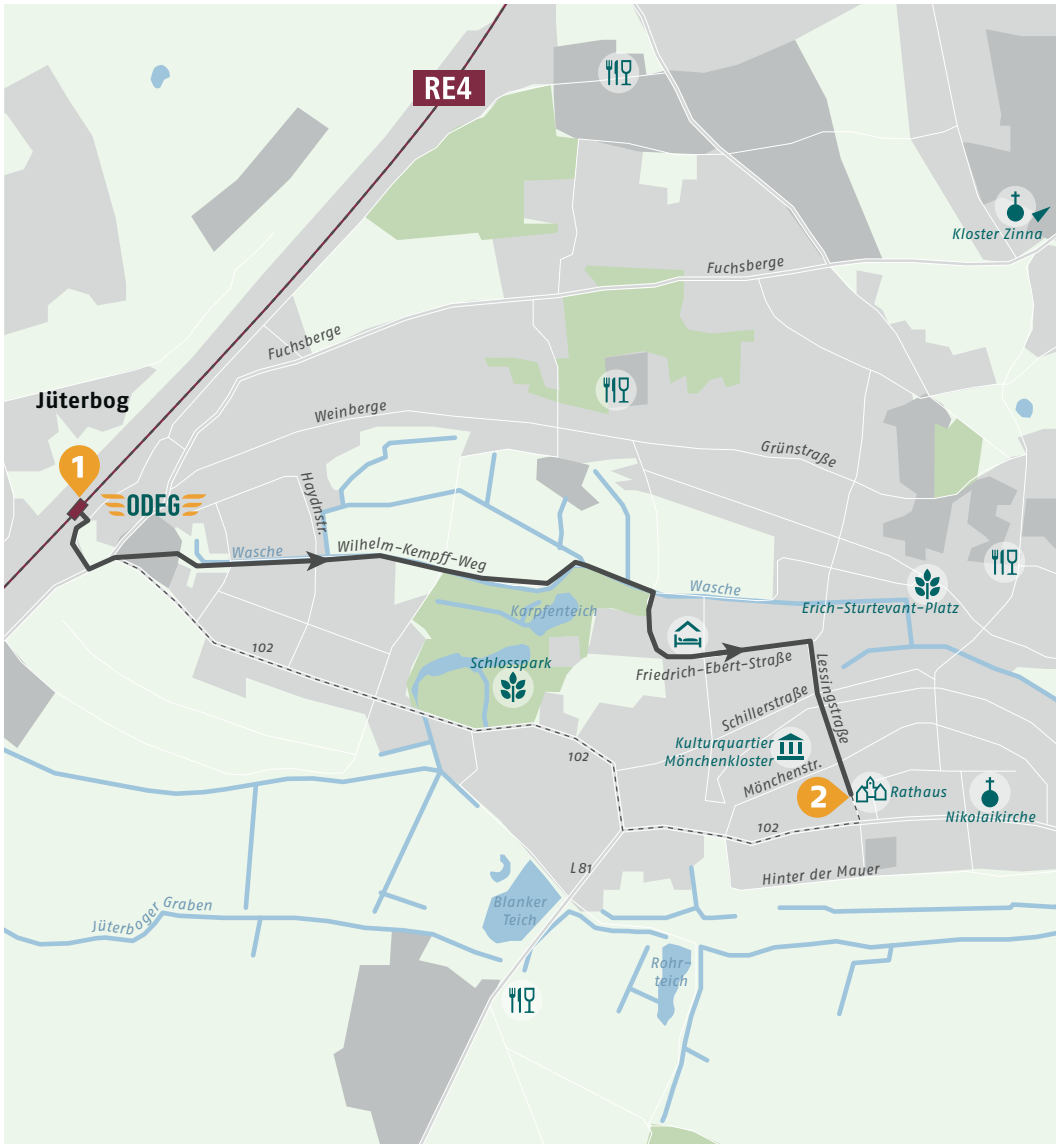 RE4
Kloster Zinna
Fuchsberge
Fuchsberge
Jüterbog
Weinberge
Grünstraße
1
ODEG
Haydnstr.
Wasche
Wilhelm-Kempff-Weg
Wasche
Karpfenteich
Erich-Sturtevant-Platz
102
Schlosspark
Friedrich-Ebert-Straße
Lessingstraße
Schillerstraße
Kulturquartier
Mönchenkloster
102
Mönchenstr.
2
Rathaus
Nikolaikirche
102
L81
Hinter der Mauer
Blanker
Teich
Jüterboger Graben
Rohr-
teich